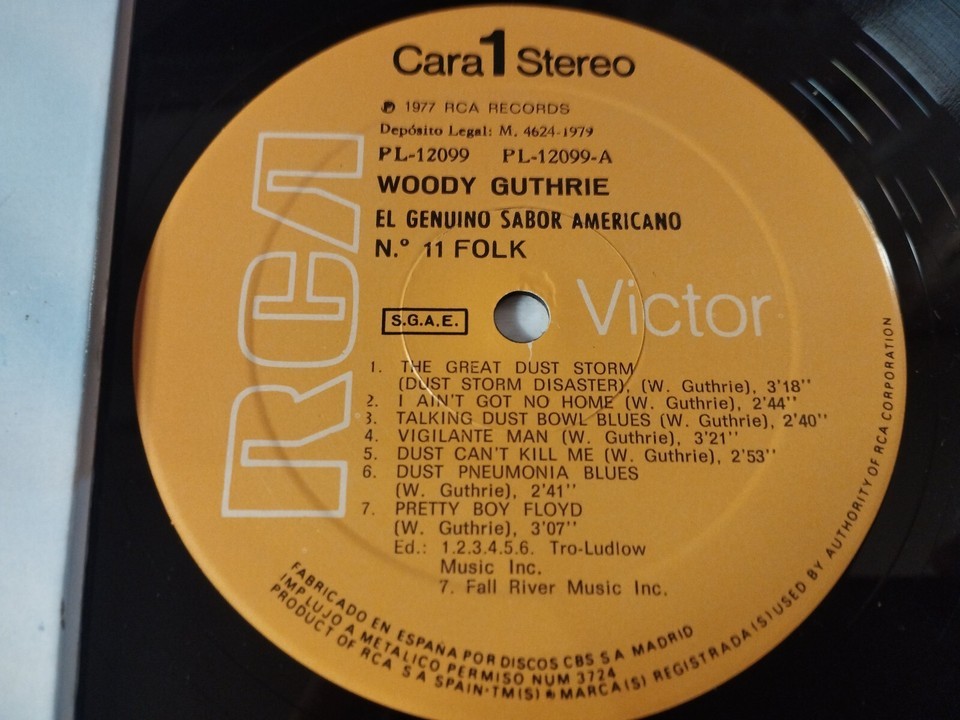 Cara 1 Stereo
℗ 1977 RCA RECORDS
Depósito Legal: M. 4624-1979
PL-12099 PL-12099-A
WOODY GUTHRIE
EL GENUINO SABOR AMERICANO
N.º 11 FOLK
RCA
Victor
S.G.A.E.
1. THE GREAT DUST STORM
(DUST STORM DISASTER), (W. Guthrie), 3'18''
2. I AIN'T GOT NO HOME (W. Guthrie), 2'44''
3. TALKING DUST BOWL BLUES (W. Guthrie), 2'40''
4. VIGILANTE MAN (W. Guthrie), 3'21''
5. DUST CAN'T KILL ME (W. Guthrie), 2'53''
6. DUST PNEUMONIA BLUES
(W. Guthrie), 2'41''
7. PRETTY BOY FLOYD
(W. Guthrie), 3'07''
Ed.: 1.2.3.4.5.6. Tro-Ludlow
Music Inc.
7. Fall River Music Inc.
FABRICADO EN ESPAÑA POR DISCOS CBS S A MADRID
IMP LUJO A METALICO PERMISO NUM 3724
PRODUCT OF RCA S A SPAIN·TM(S) ® MARCA(S) REGISTRADA(S) USED BY AUTHORITY OF RCA CORPORATION